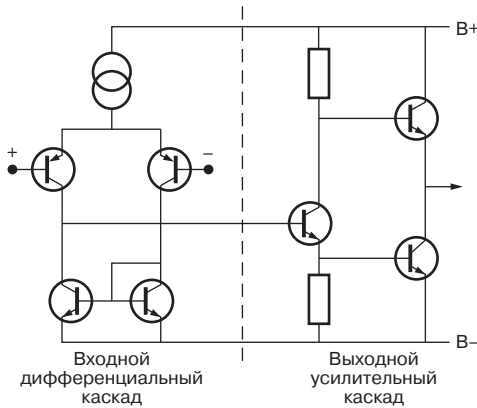 B+
+
–
B–
Входной
дифференциальный
каскад
Выходной
усилительный
каскад